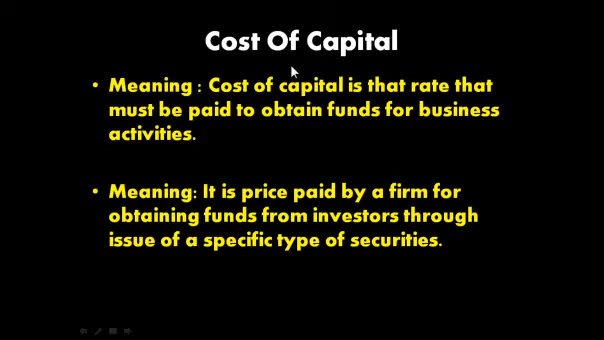 Cost Of Capital
• Meaning : Cost of capital is that rate that
must be paid to obtain funds for business
activities.
• Meaning: It is price paid by a firm for
obtaining funds from investors through
issue of a specific type of securities.